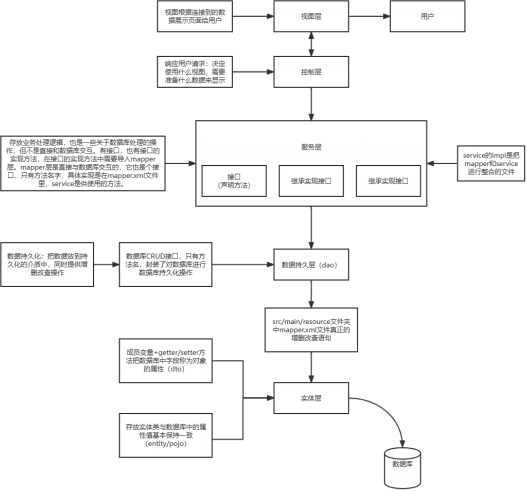 视图根据连接到的数
据展示页面给用户
视图层
用户
响应用户请求：决定
使用什么视图，需要
准备什么数据来显示
控制层
存放业务处理逻辑，也是一些关于数据库处理的操
作，但不是直接和数据库交互。有接口，也有接口的
实现方法，在接口的实现方法中需要导入mapper
层。mapper层是直接与数据库交互的，它也是个接
口，只有方法名字，具体实现是在mapper.xml文件
里，service是供使用的方法。
服务层
接口
（声明方法）
继承实现接口
继承实现接口
service的impl是把
mapper和service
进行整合的文件
数据持久化：把数据放到持
久化的介质中，同时提供增
删改查操作
数据库CRUD接口，只有
方法名，封装了对数据库进行
数据库持久化操作
数据持久层（dao）
src/main/resource文件夹
中mapper.xml文件真正的
增删改查语句
成员变量+getter/setter方
法把数据库中字段称为对象
的属性（dto）
实体层
存放实体类与数据库中的属
性值基本保持一致
（entity/pojo）
数据库